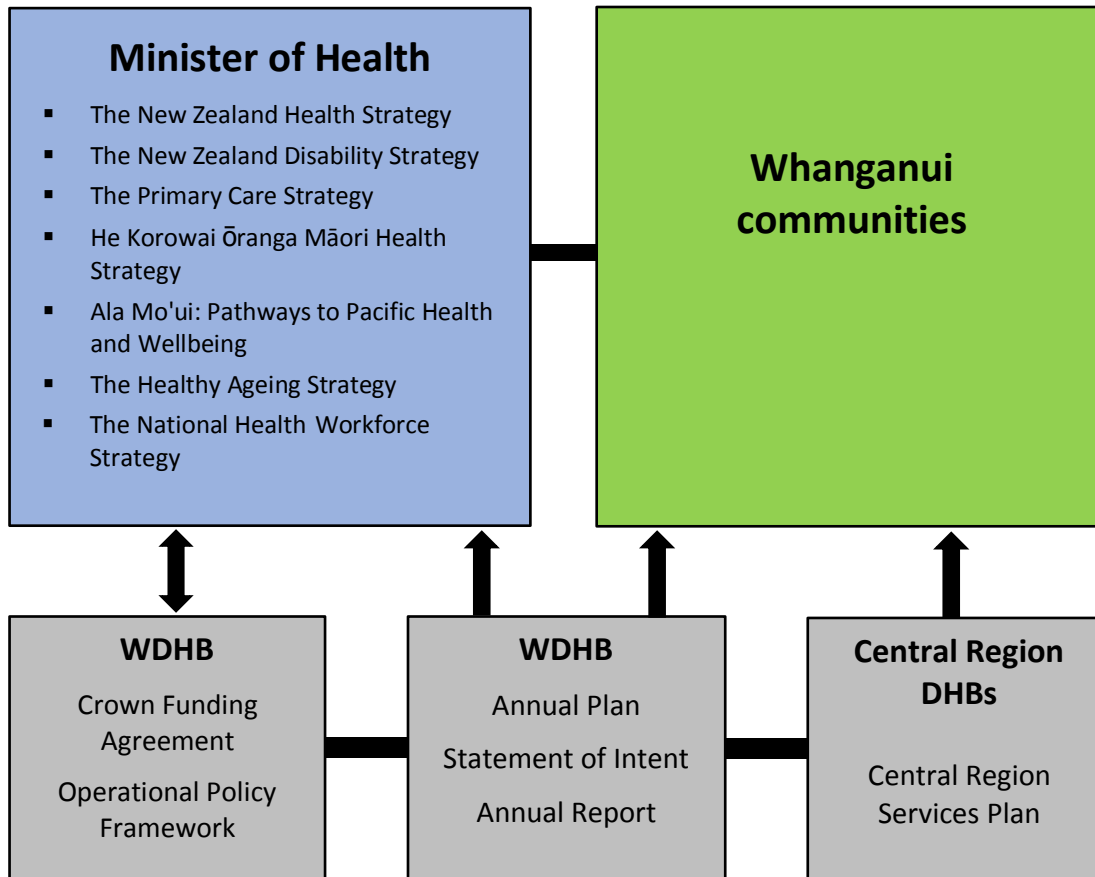 Minister of Health
▪ The New Zealand Health Strategy
▪ The New Zealand Disability Strategy
▪ The Primary Care Strategy
▪ He Korowai Ōranga Māori Health
Strategy
▪ Ala Mo'ui: Pathways to Pacific Health
and Wellbeing
▪ The Healthy Ageing Strategy
▪ The National Health Workforce
Strategy
Whanganui
communities
WDHB
Crown Funding
Agreement
Operational Policy
Framework
WDHB
Annual Plan
Statement of Intent
Annual Report
Central Region
DHBs
Central Region
Services Plan